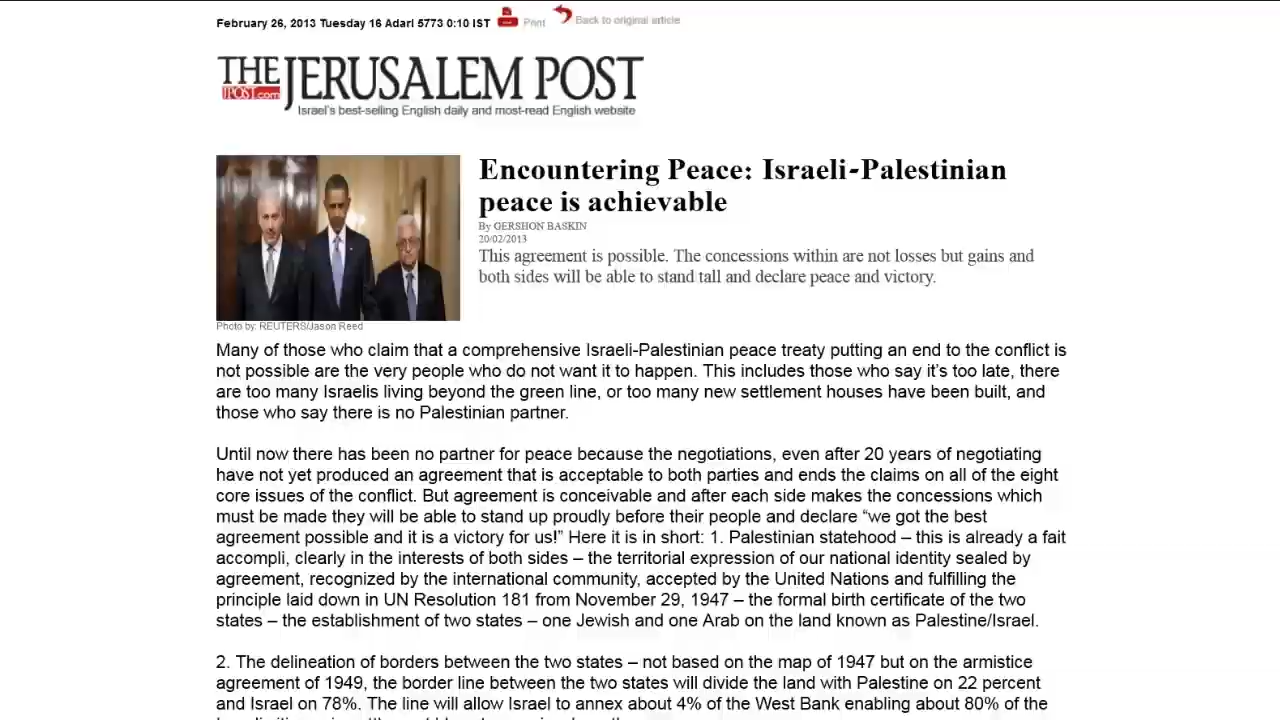 February 26, 2013 Tuesday 16 Adar I 5773 0:10 IST Print Back to original article
THE JERUSALEM POST
JPOST.com
Israel's best-selling English daily and most-read English website
Encountering Peace: Israeli-Palestinian
peace is achievable
By GERSHON BASKIN
20/02/2013
This agreement is possible. The concessions within are not losses but gains and
both sides will be able to stand tall and declare peace and victory.
Photo by: REUTERS/Jason Reed
Many of those who claim that a comprehensive Israeli-Palestinian peace treaty putting an end to the conflict is
not possible are the very people who do not want it to happen. This includes those who say it's too late, there
are too many Israelis living beyond the green line, or too many new settlement houses have been built, and
those who say there is no Palestinian partner.
Until now there has been no partner for peace because the negotiations, even after 20 years of negotiating
have not yet produced an agreement that is acceptable to both parties and ends the claims on all of the eight
core issues of the conflict. But agreement is conceivable and after each side makes the concessions which
must be made they will be able to stand up proudly before their people and declare “we got the best
agreement possible and it is a victory for us!” Here it is in short: 1. Palestinian statehood – this is already a fait
accompli, clearly in the interests of both sides – the territorial expression of our national identity sealed by
agreement, recognized by the international community, accepted by the United Nations and fulfilling the
principle laid down in UN Resolution 181 from November 29, 1947 – the formal birth certificate of the two
states – the establishment of two states – one Jewish and one Arab on the land known as Palestine/Israel.
2. The delineation of borders between the two states – not based on the map of 1947 but on the armistice
agreement of 1949, the border line between the two states will divide the land with Palestine on 22 percent
and Israel on 78%. The line will allow Israel to annex about 4% of the West Bank enabling about 80% of the